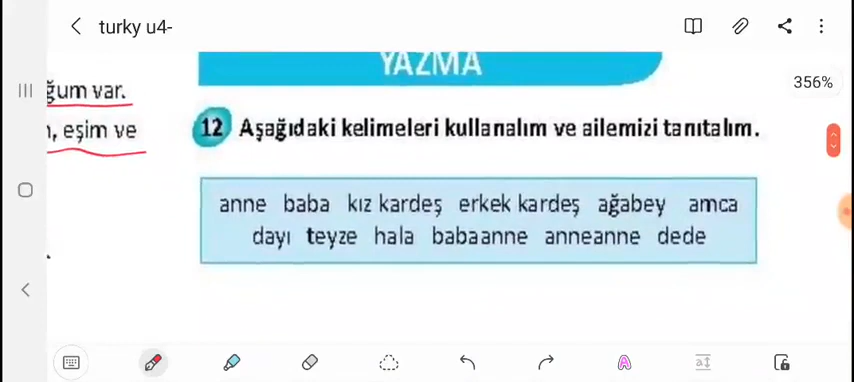 turky u4-
356%
YAZMA
ğum var.
, eşim ve
12 Aşağıdaki kelimeleri kullanalım ve ailemizi tanıtalım.
anne baba kız kardeş erkek kardeş ağabey amca
dayı teyze hala babaanne anneanne dede